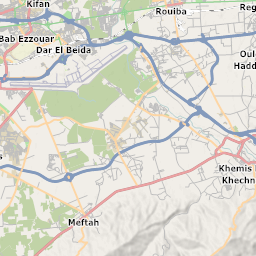 Kifan
Rouiba
Reg
Bab Ezzouar
Dar El Beida
Oul
Hadd
s
Khemis
Khechn
Meftah